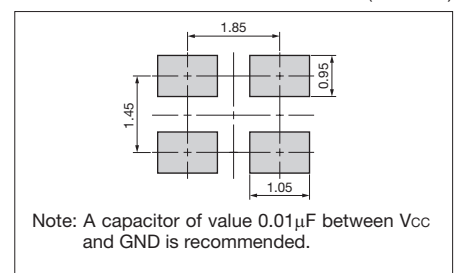 1.85
0.95
1.45
1.05
Note: A capacitor of value 0.01μF between Vcc
and GND is recommended.